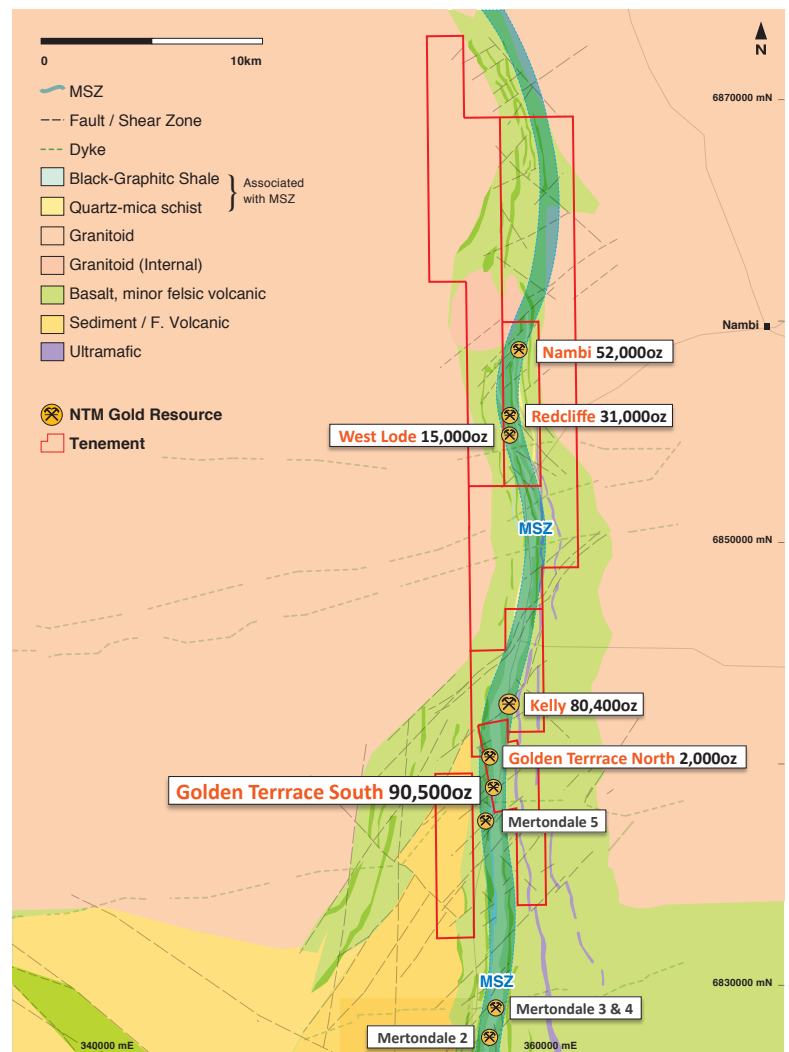 N
0 10km
6870000 mN
MSZ
Fault / Shear Zone
Dyke
Black-Graphitc Shale
Quartz-mica schist
Associated
with MSZ
Granitoid
Granitoid (Internal)
Basalt, minor felsic volcanic
Sediment / F. Volcanic
Ultramafic
NTM Gold Resource
Tenement
Nambi
Nambi 52,000oz
Redcliffe 31,000oz
West Lode 15,000oz
MSZ
6850000 mN
Kelly 80,400oz
Golden Terrrace North 2,000oz
Golden Terrrace South 90,500oz
Mertondale 5
MSZ
6830000 mN
Mertondale 3 & 4
Mertondale 2
340000 mE
360000 mE